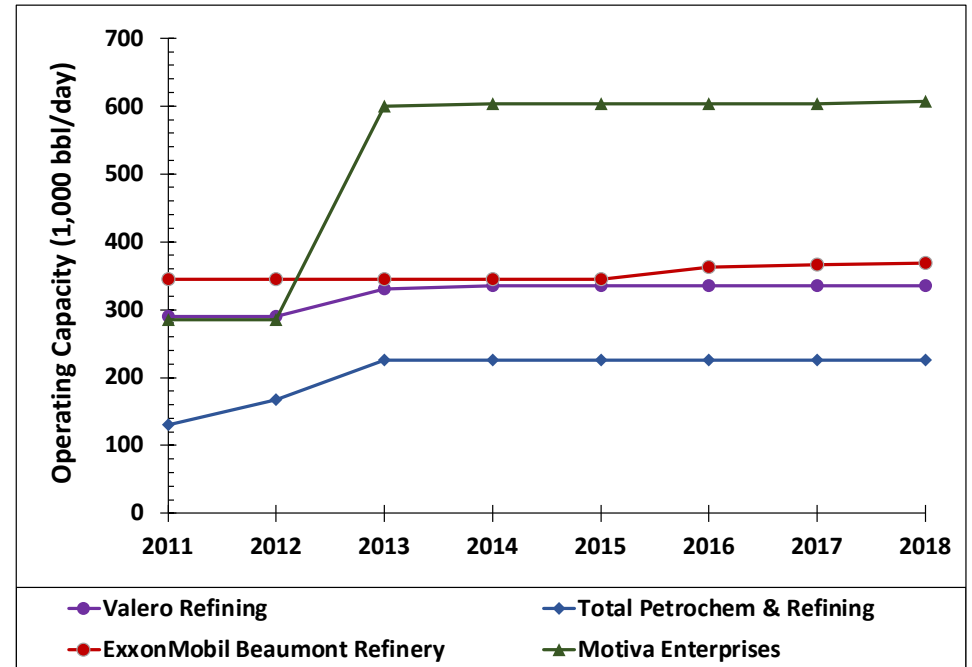 Operating Capacity (1,000 bbl/day)
700
600
500
400
300
200
100
0
2011 2012 2013 2014 2015 2016 2017 2018
Valero Refining Total Petrochem & Refining
ExxonMobil Beaumont Refinery Motiva Enterprises